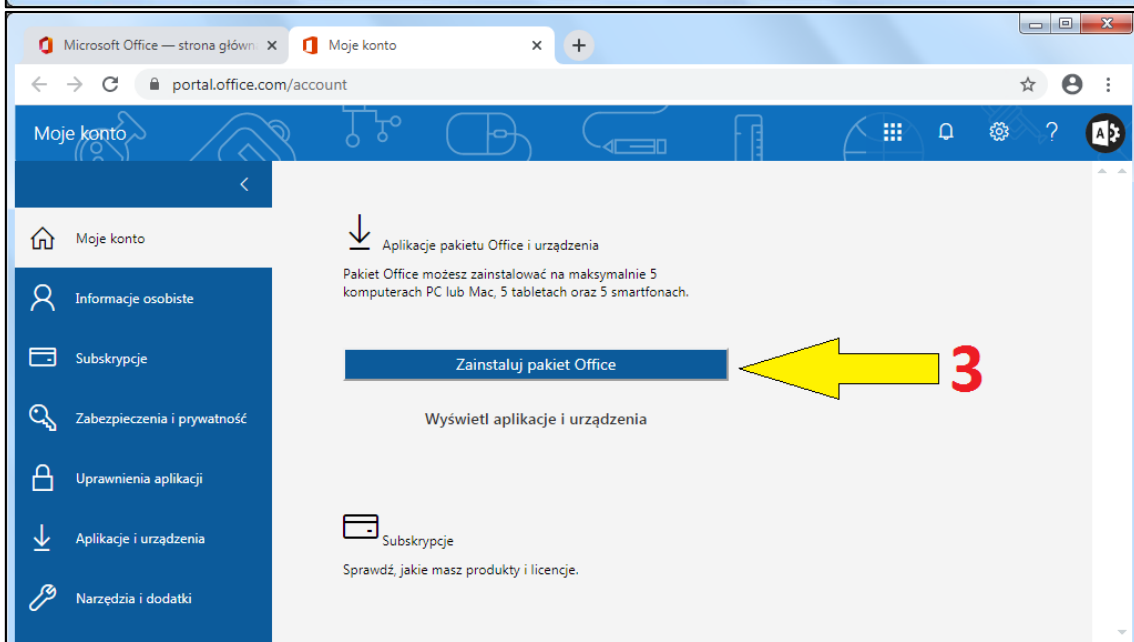 Microsoft Office — strona główn
Moje konto
portal.office.com/account
Moje konto
?
A
Moje konto
Informacje osobiste
Subskrypcje
Zabezpieczenia i prywatność
Uprawnienia aplikacji
Aplikacje i urządzenia
Narzędzia i dodatki
Aplikacje pakietu Office i urządzenia
Pakiet Office możesz zainstalować na maksymalnie 5
komputerach PC lub Mac, 5 tabletach oraz 5 smartfonach.
Zainstaluj pakiet Office
3
Wyświetl aplikacje i urządzenia
Subskrypcje
Sprawdź, jakie masz produkty i licencje.